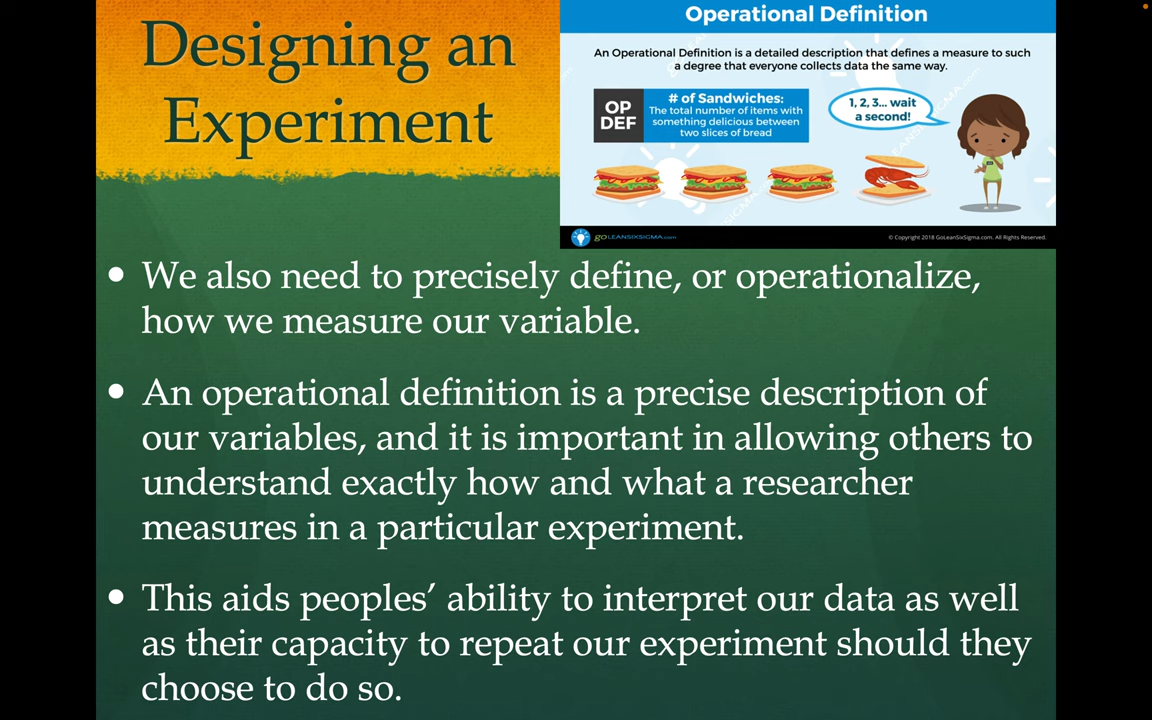 Designing an
Experiment
Operational Definition
An Operational Definition is a detailed description that defines a measure to such
a degree that everyone collects data the same way.
OP
DEF
# of Sandwiches:
The total number of items with
something delicious between
two slices of bread
1, 2, 3... wait
a second!
goLEANSIXSIGMA.com
© Copyright 2018 GoLeanSixSigma.com. All Rights Reserved.
• We also need to precisely define, or operationalize,
how we measure our variable.
• An operational definition is a precise description of
our variables, and it is important in allowing others to
understand exactly how and what a researcher
measures in a particular experiment.
• This aids peoples’ ability to interpret our data as well
as their capacity to repeat our experiment should they
choose to do so.